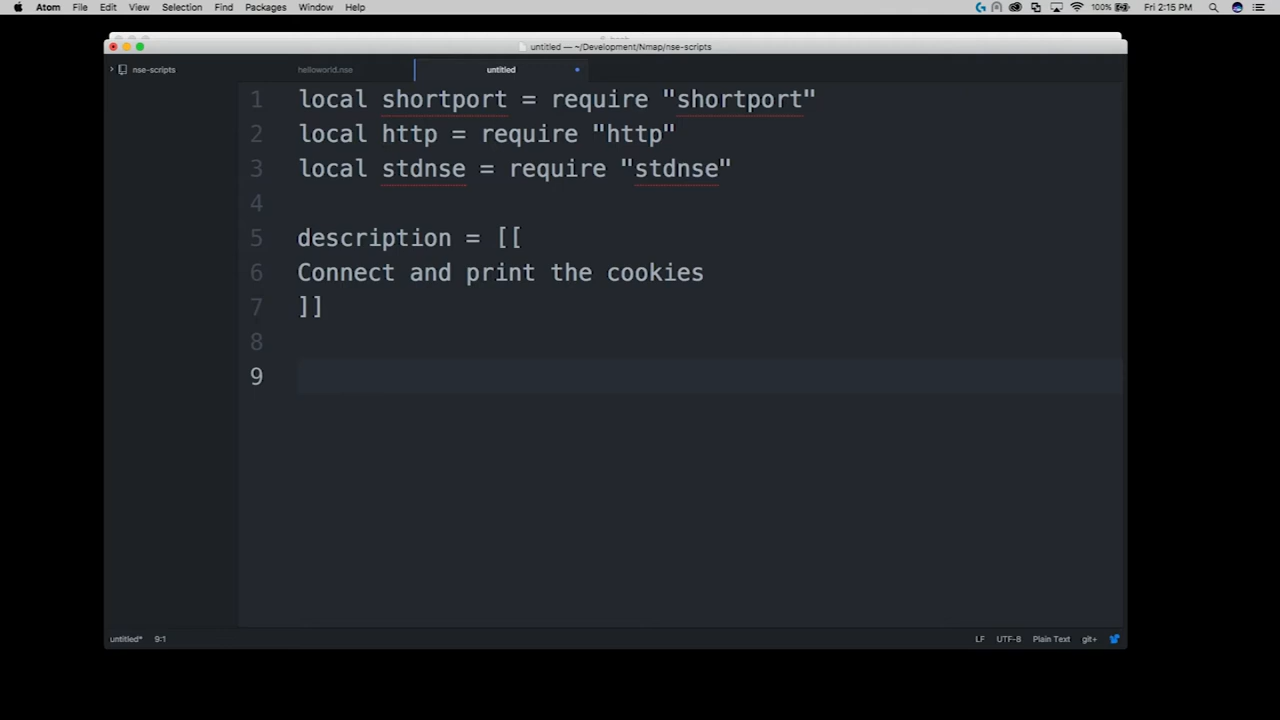 Atom File Edit View Selection Find Packages Window Help 100% Fri 2:15 PM
untitled — ~/Development/Nmap/nse-scripts
nse-scripts helloworld.nse untitled
1 local shortport = require "shortport"
2 local http = require "http"
3 local stdnse = require "stdnse"
4
5 description = [[
6 Connect and print the cookies
7 ]]
8
9
untitled* 9:1 LF UTF-8 Plain Text git+